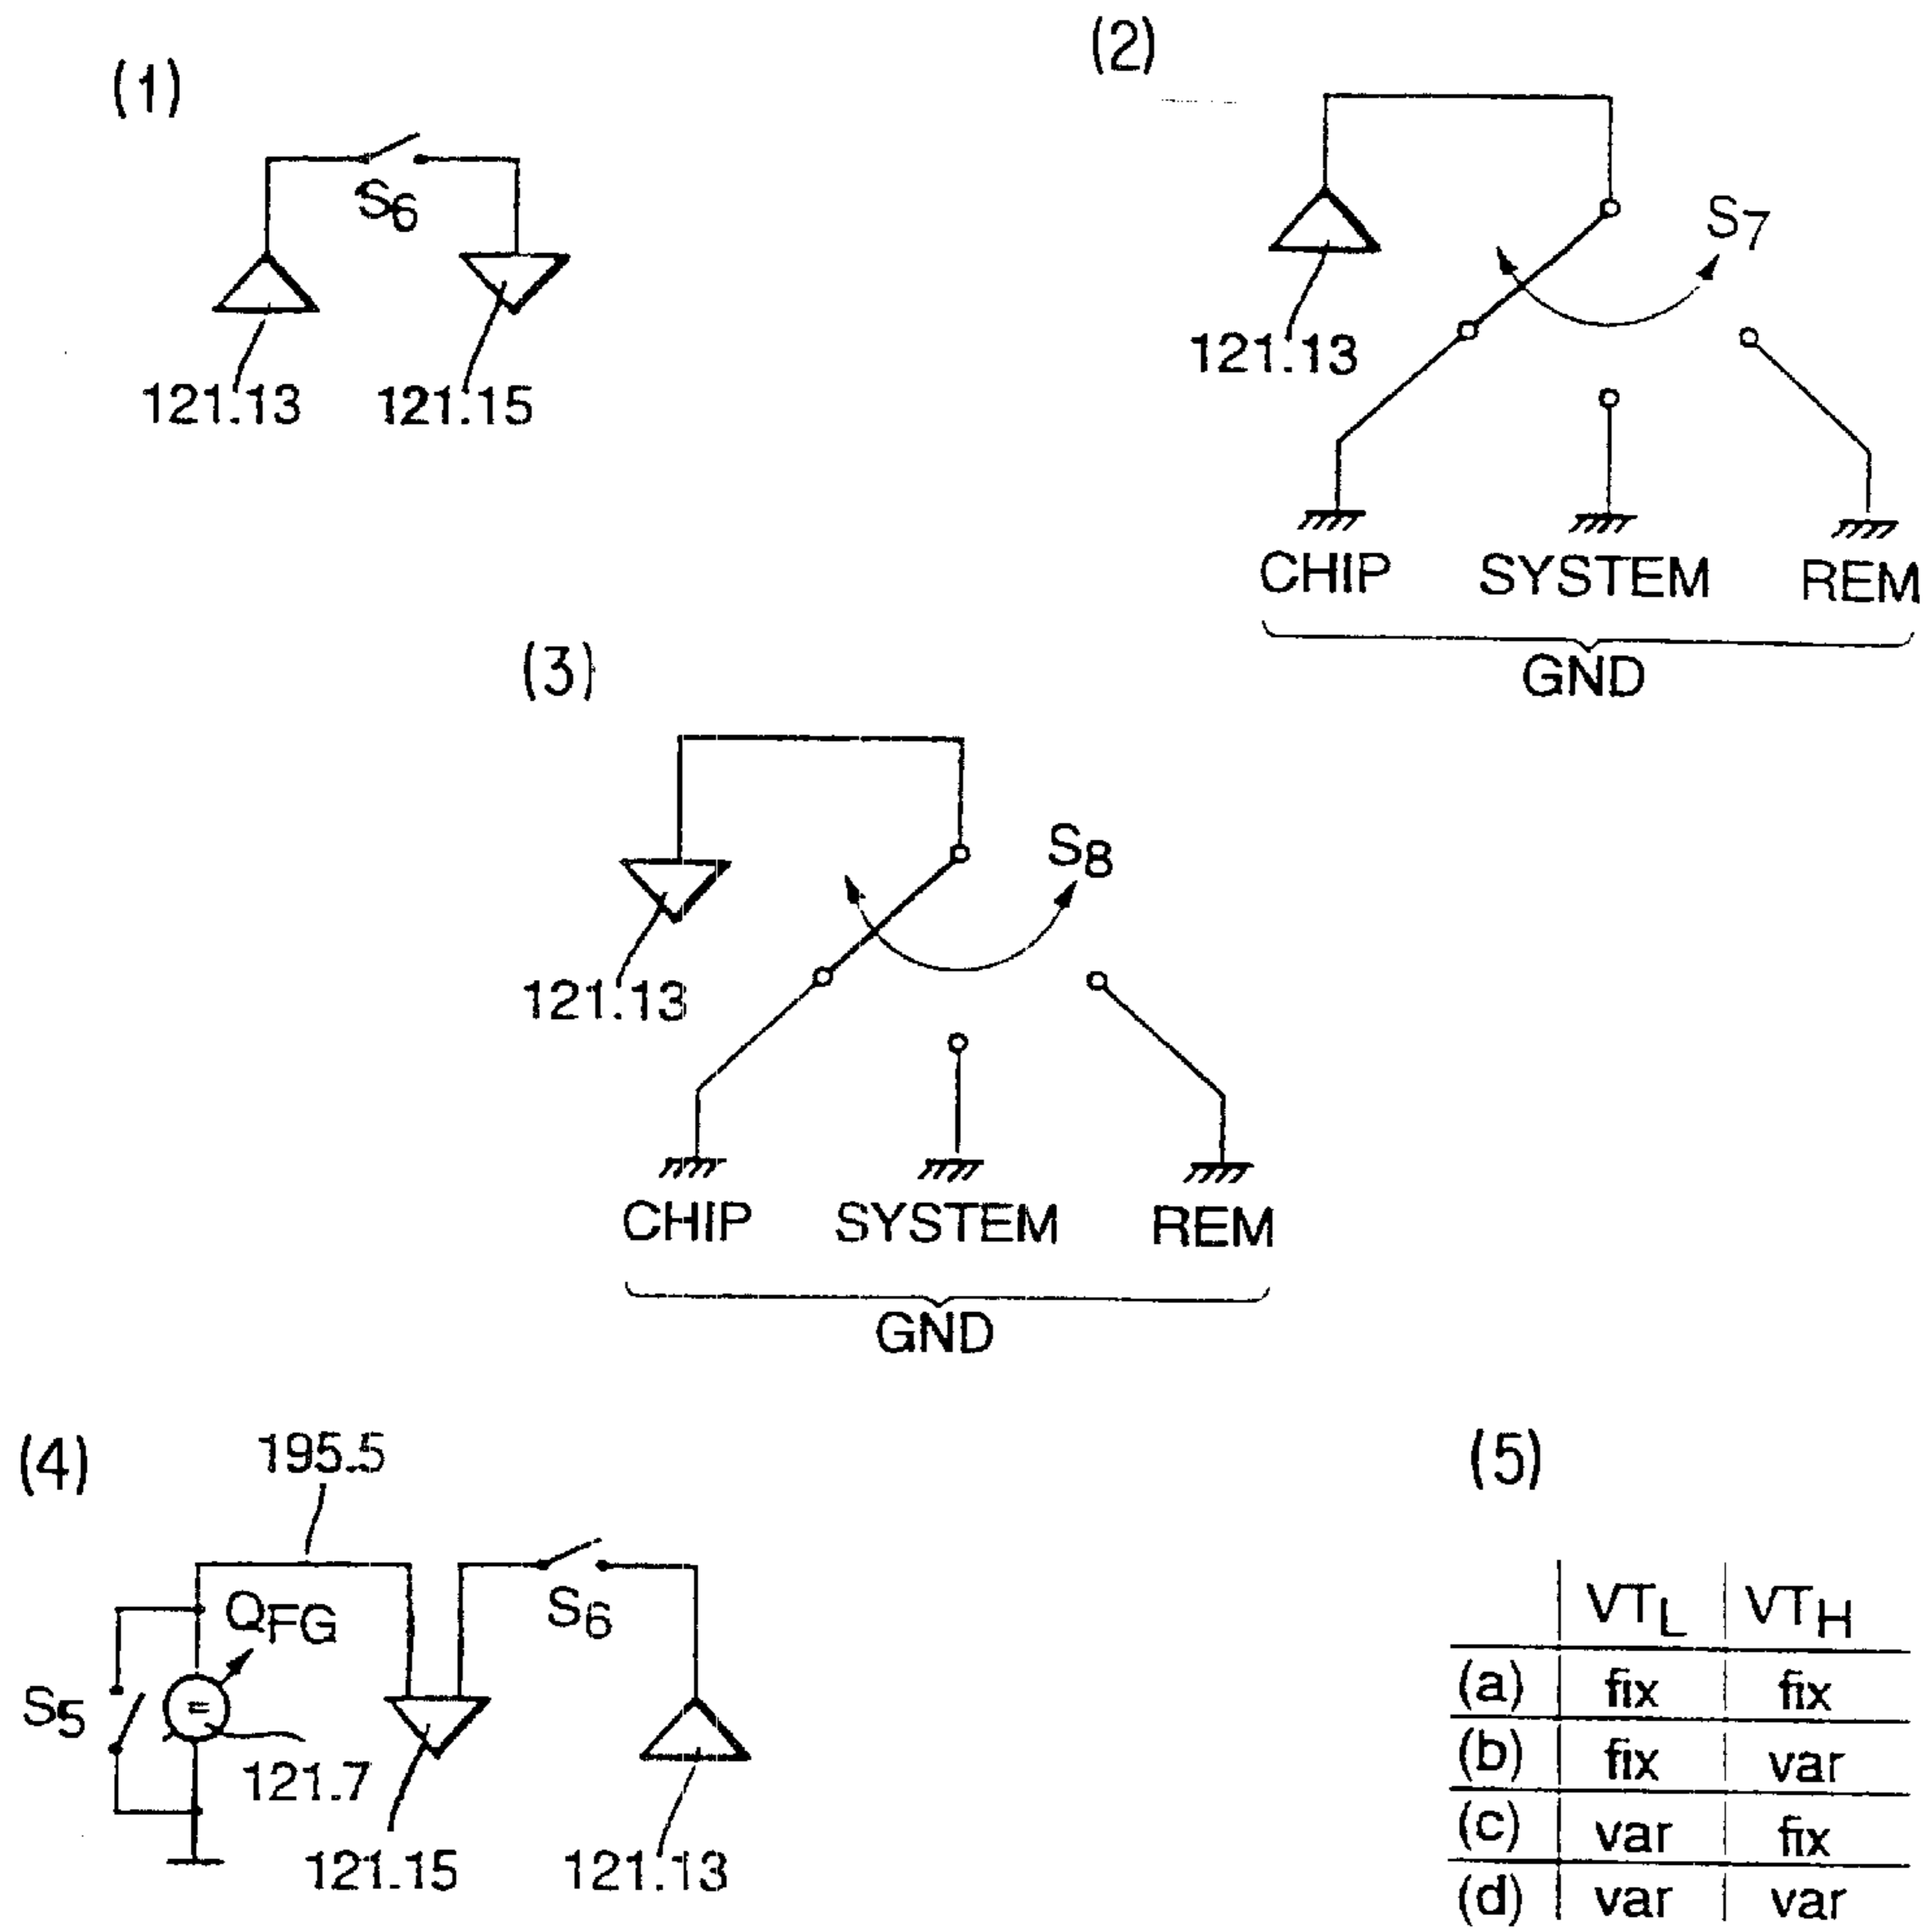 (1)
S6
121.13 121.15
(2)
S7
121.13
CHIP SYSTEM REM
GND
(3)
S8
121.13
CHIP SYSTEM REM
GND
(4)
195.5
QFG
S6
S5
121.7
121.15 121.13
(5)
VTL VTH
(a) fix fix
(b) fix var
(c) var fix
(d) var var